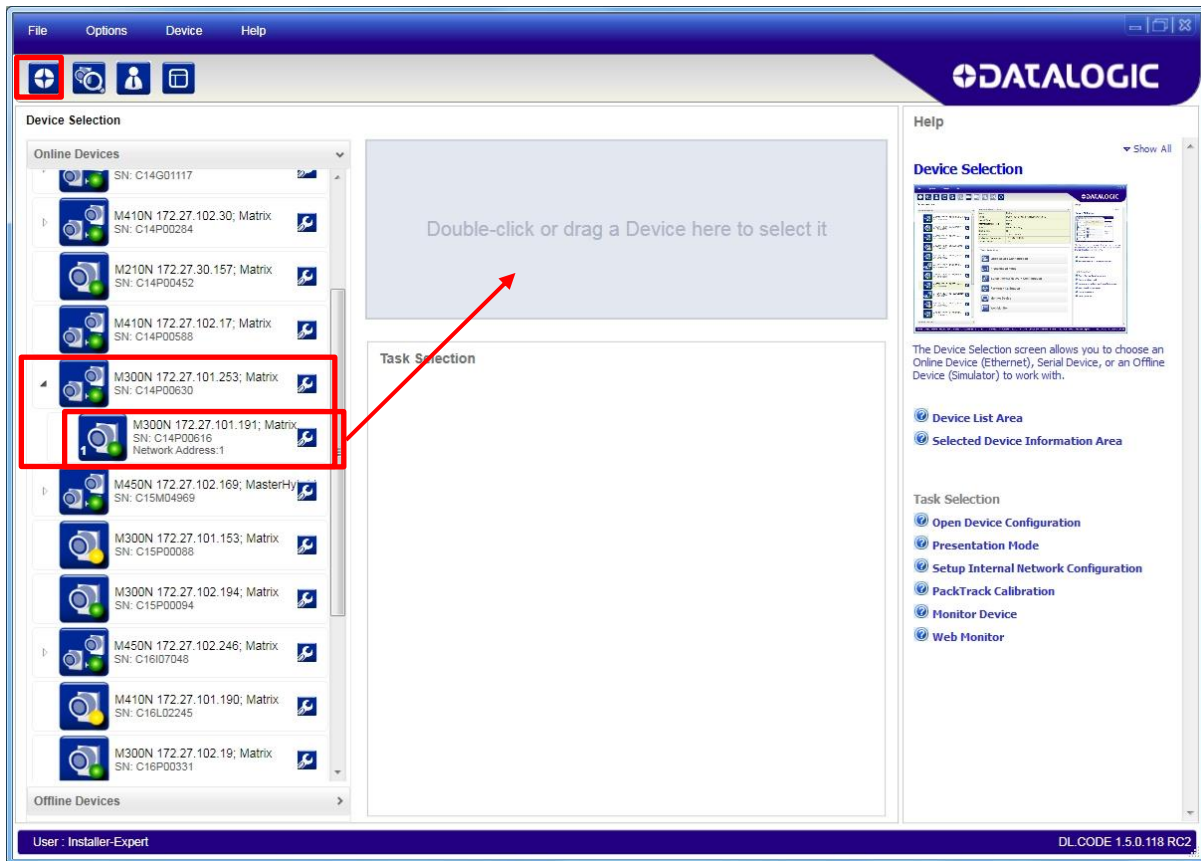 File Options Device Help
DATALOGIC
Device Selection
Online Devices
SN: C14G01117
M410N 172.27.102.30; Matrix
SN: C14P00284
M210N 172.27.30.157; Matrix
SN: C14P00452
M410N 172.27.102.17; Matrix
SN: C14P00588
M300N 172.27.101.253; Matrix
SN: C14P00630
M300N 172.27.101.191; Matrix
SN: C14P00616
1
Network Address:1
M450N 172.27.102.169; MasterHy
SN: C15M04969
M300N 172.27.101.153; Matrix
SN: C15P00088
M300N 172.27.102.194; Matrix
SN: C15P00094
M450N 172.27.102.246; Matrix
SN: C16I07048
M410N 172.27.101.190; Matrix
SN: C16L02245
M300N 172.27.102.19; Matrix
SN: C16P00331
Offline Devices
Double-click or drag a Device here to select it
Task Selection
Help
Show All
Device Selection
DATALOGIC
The Device Selection screen allows you to choose an
Online Device (Ethernet), Serial Device, or an Offline
Device (Simulator) to work with.
Device List Area
Selected Device Information Area
Task Selection
Open Device Configuration
Presentation Mode
Setup Internal Network Configuration
PackTrack Calibration
Monitor Device
Web Monitor
User : Installer-Expert
DL.CODE 1.5.0.118 RC2